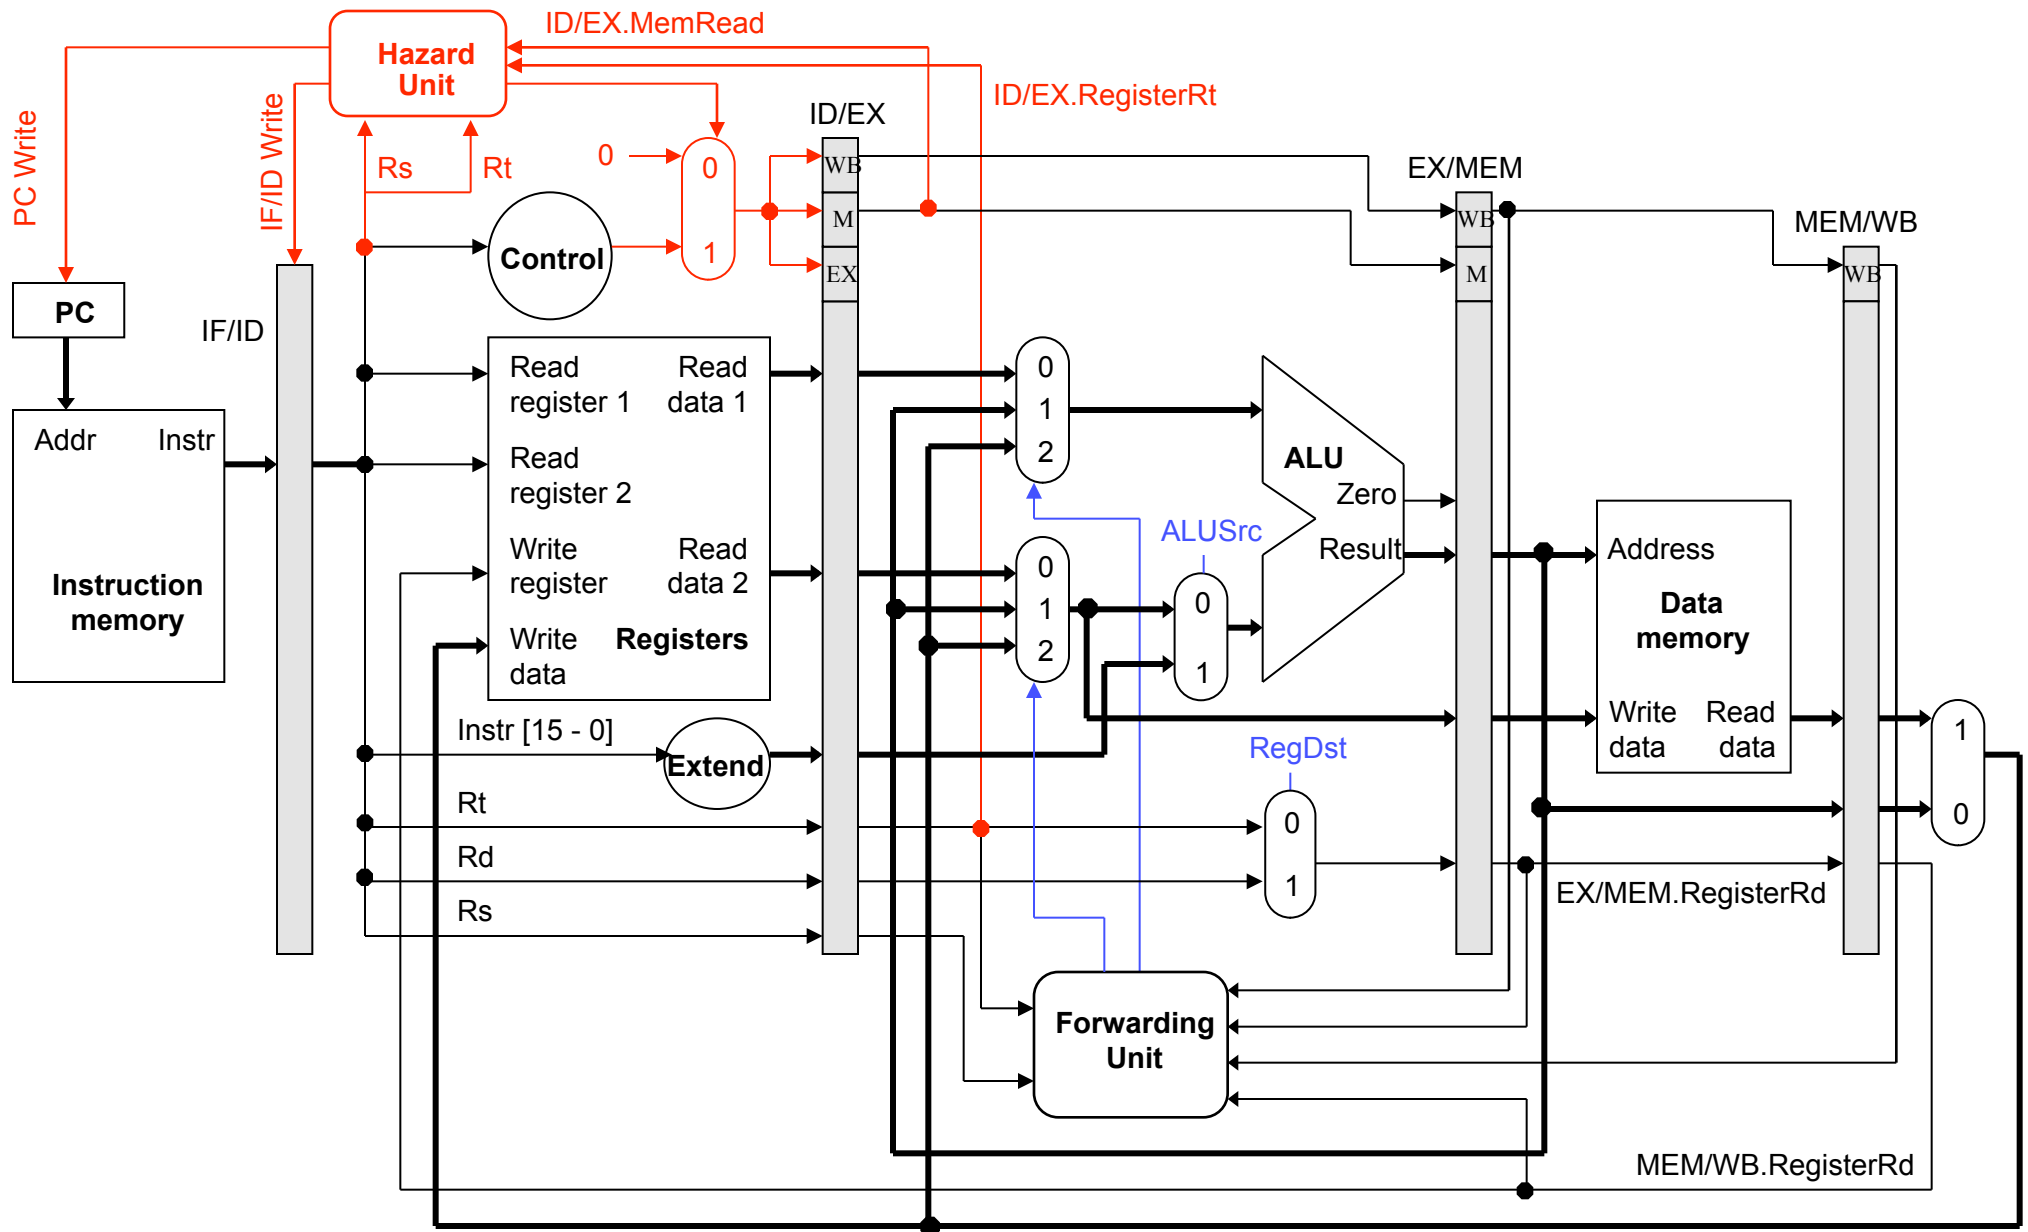 ID/EX.MemRead
Hazard
Unit
ID/EX.RegisterRt
PC Write
IF/ID Write
Rs
Rt
0
0
1
ID/EX
WB
M
EX
EX/MEM
WB
M
MEM/WB
WB
Control
PC
IF/ID
Addr Instr
Instruction
memory
Read
register 1
Read
data 1
Read
register 2
Write
register
Read
data 2
Write
data
Registers
0
1
2
0
1
2
ALUSrc
0
1
ALU
Zero
Result
Address
Data
memory
Write
data
Read
data
1
0
Instr [15 - 0]
Extend
RegDst
Rt
0
Rd
1
Rs
EX/MEM.RegisterRd
Forwarding
Unit
MEM/WB.RegisterRd